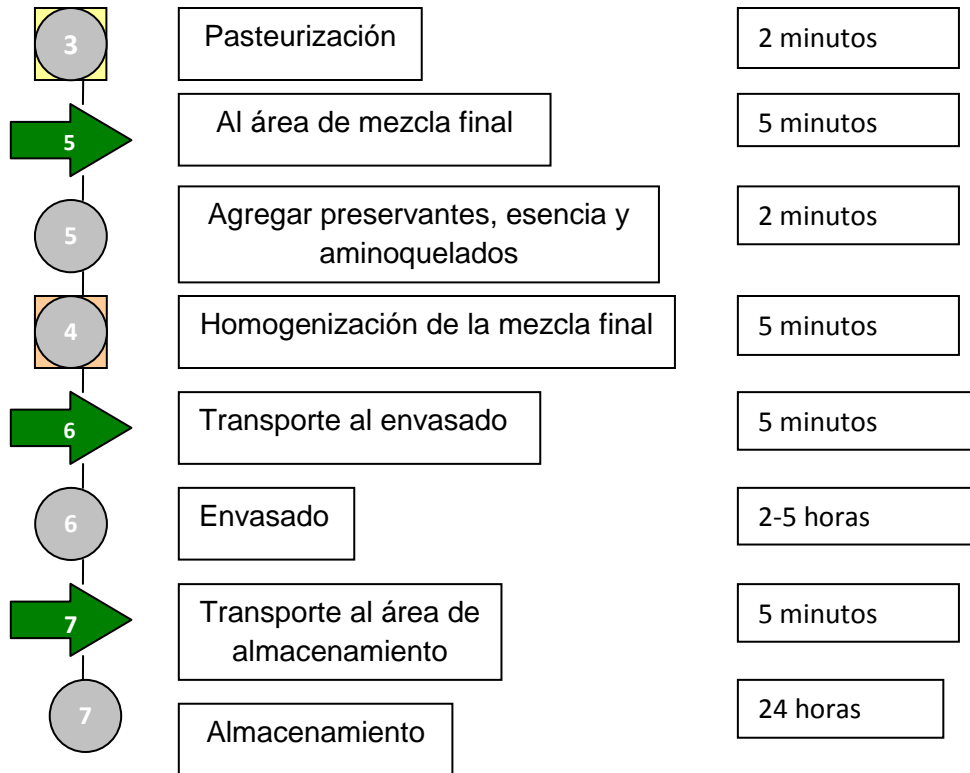 3 Pasteurización 2 minutos
5 Al área de mezcla final 5 minutos
5 Agregar preservantes, esencia y 2 minutos
aminoquelados
4 Homogenización de la mezcla final 5 minutos
6 Transporte al envasado 5 minutos
6 Envasado 2-5 horas
7 Transporte al área de 5 minutos
almacenamiento
7 Almacenamiento 24 horas